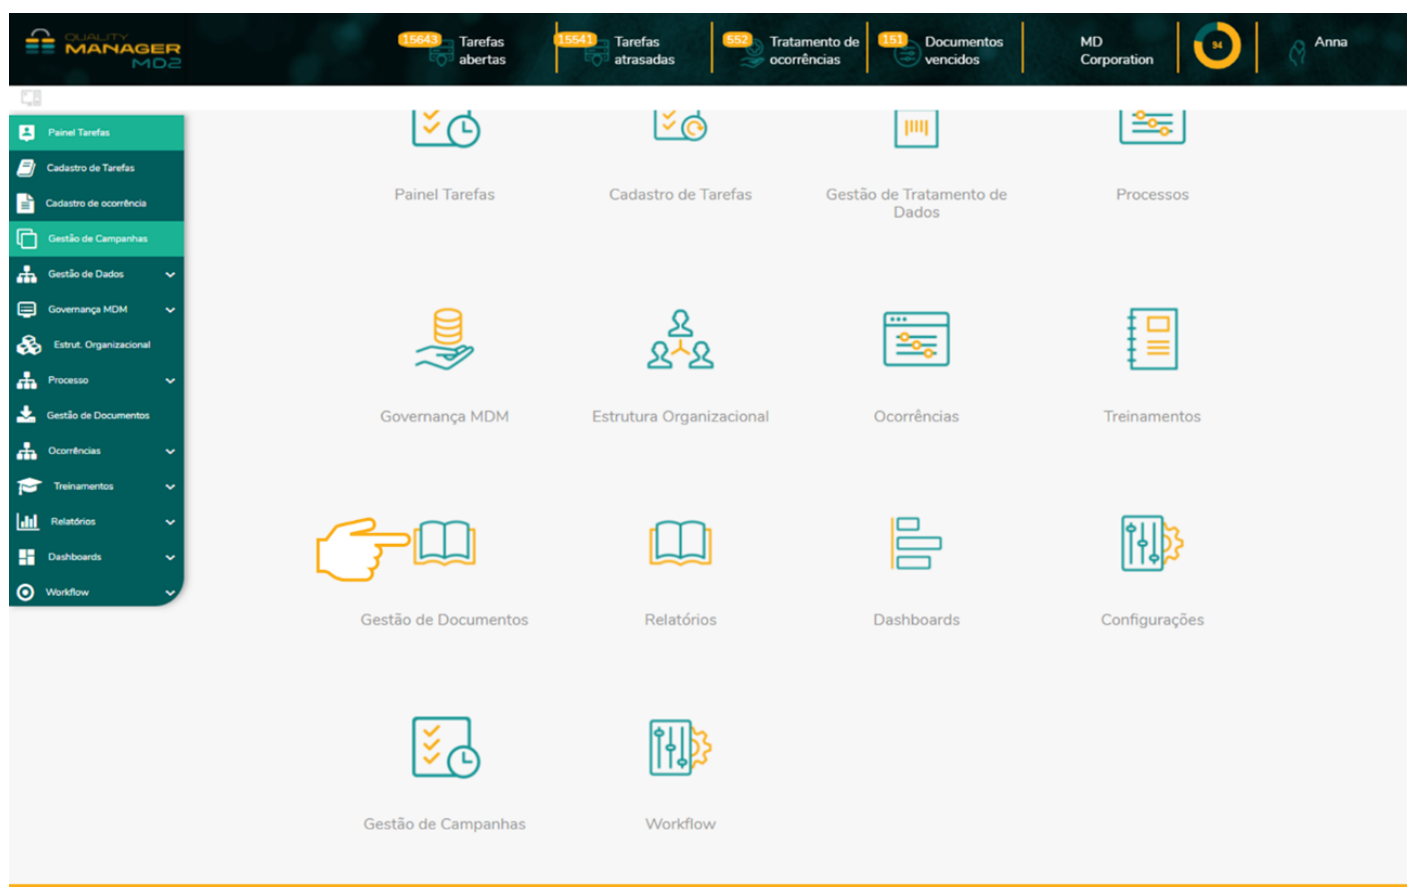 QUALITY
MANAGER
MD2
15643
Tarefas
abertas
15541
Tarefas
atrasadas
552
Tratamento de
ocorrências
151
Documentos
vencidos
MD
Corporation
94
Anna
Painel Tarefas
Cadastro de Tarefas
Cadastro de ocorrência
Gestão de Campanhas
Gestão de Dados
Governança MDM
Estrut. Organizacional
Processo
Gestão de Documentos
Ocorrências
Treinamentos
Relatórios
Dashboards
Workflow
Painel Tarefas
Cadastro de Tarefas
Gestão de Tratamento de
Dados
Processos
Governança MDM
Estrutura Organizacional
Ocorrências
Treinamentos
Gestão de Documentos
Relatórios
Dashboards
Configurações
Gestão de Campanhas
Workflow